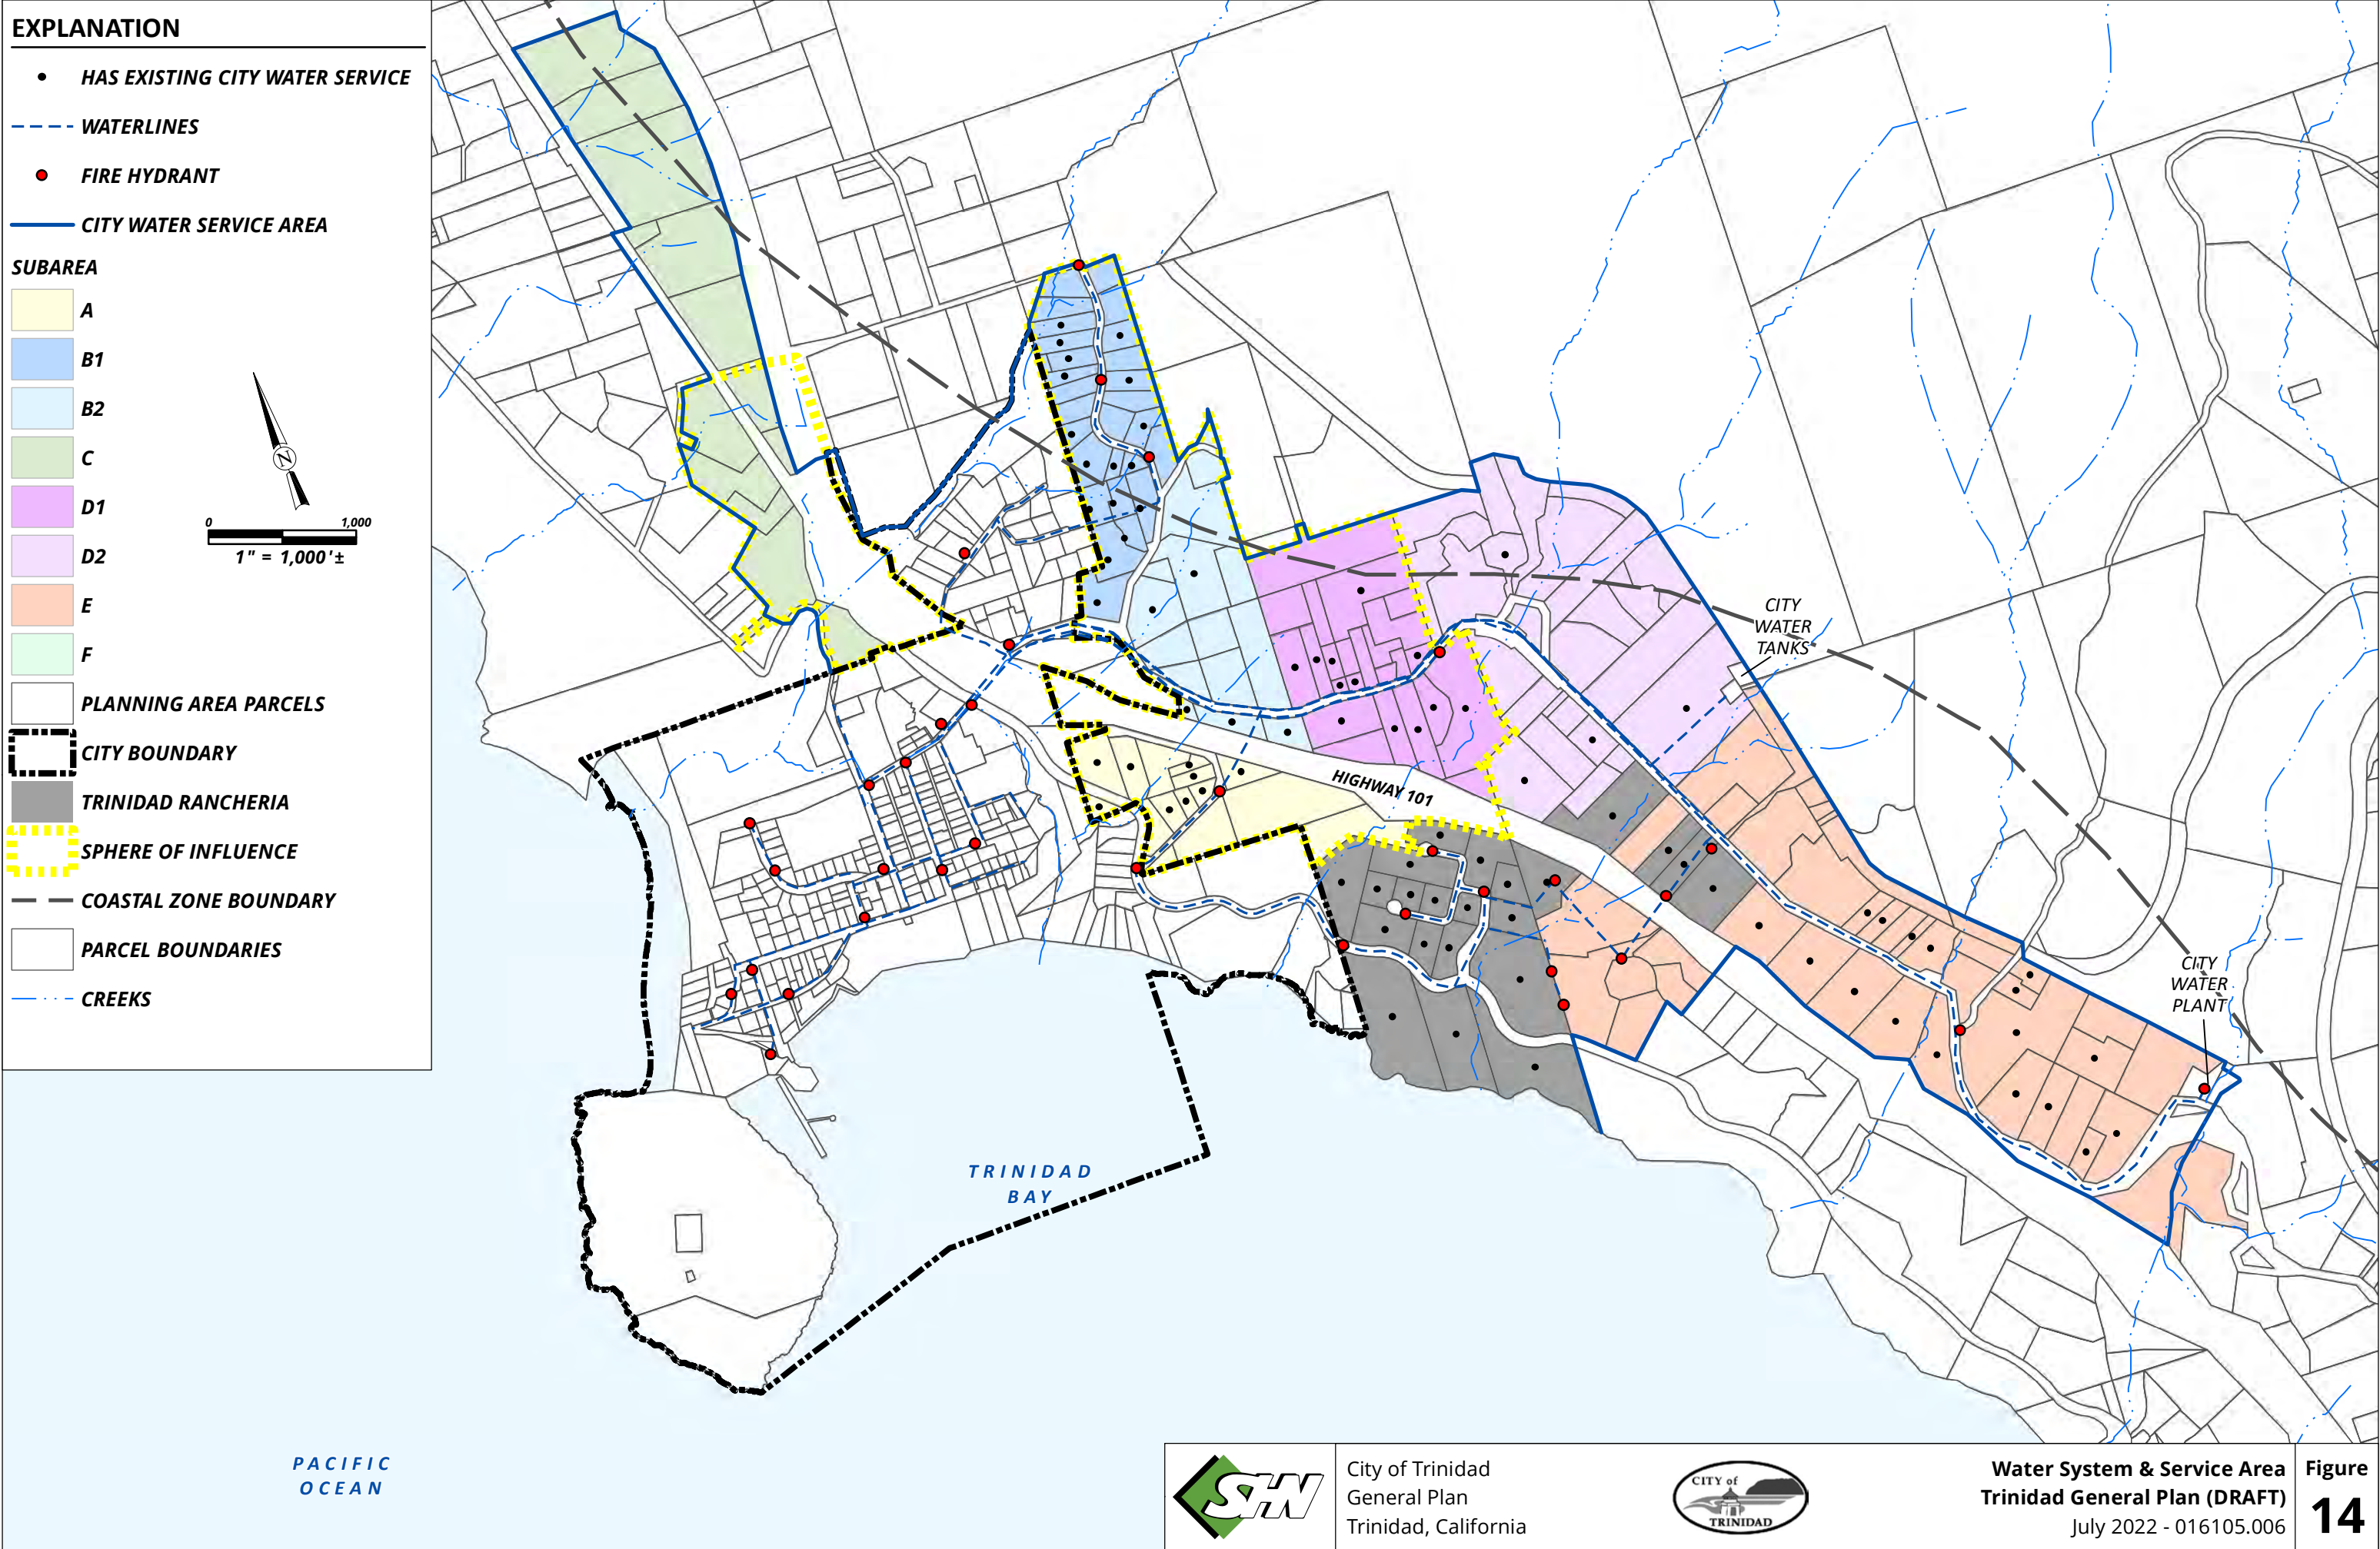 EXPLANATION
HAS EXISTING CITY WATER SERVICE
WATERLINES
FIRE HYDRANT
CITY WATER SERVICE AREA
SUBAREA
A
B1
B2
C
D1
D2
E
F
PLANNING AREA PARCELS
CITY BOUNDARY
TRINIDAD RANCHERIA
SPHERE OF INFLUENCE
COASTAL ZONE BOUNDARY
PARCEL BOUNDARIES
CREEKS
N
0 1,000
1" = 1,000'±
CITY
WATER
TANKS
HIGHWAY 101
CITY
WATER
PLANT
TRINIDAD
BAY
PACIFIC
OCEAN
SHN
City of Trinidad
General Plan
Trinidad, California
CITY of
TRINIDAD
Water System & Service Area
Trinidad General Plan (DRAFT)
July 2022 - 016105.006
Figure
14